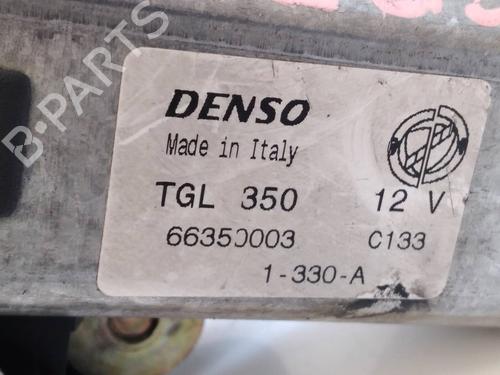 B-PARTS
DENSO
Made in Italy
TGL 350 12 V
66350003 C133
1-330-A